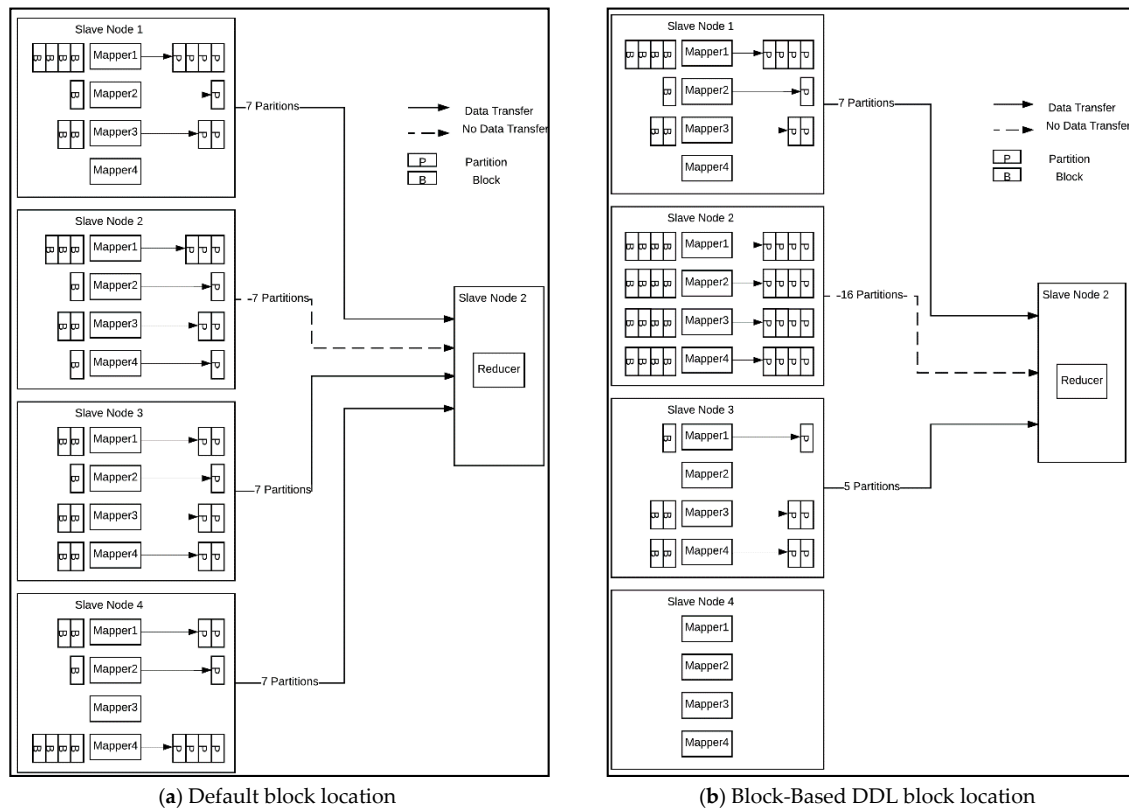 Slave Node 1
B B B B Mapper1 P P P P
B Mapper2 P
B B Mapper3 P P
Mapper4
7 Partitions
Data Transfer
No Data Transfer
P Partition
B Block
Slave Node 2
B B B Mapper1 P P P
B Mapper2 P
B B Mapper3 P P
B Mapper4 P
7 Partitions
Slave Node 2
Reducer
Slave Node 3
B B Mapper1 P P
B Mapper2 P
B B Mapper3 P P
B B Mapper4 P P
7 Partitions
Slave Node 4
B B Mapper1 P P
B Mapper2 P
Mapper3
B B B B Mapper4 P P P P
7 Partitions
(a) Default block location
Slave Node 1
B B B B Mapper1 P P P P
B Mapper2 P
B B Mapper3 P P
Mapper4
7 Partitions
Data Transfer
No Data Transfer
P Partition
B Block
Slave Node 2
B B B B Mapper1 P P P P
B B B B Mapper2 P P P P
B B B B Mapper3 P P P P
B B B B Mapper4 P P P P
16 Partitions
Slave Node 2
Reducer
Slave Node 3
B Mapper1 P
Mapper2
B B Mapper3 P P
B B Mapper4 P P
5 Partitions
Slave Node 4
Mapper1
Mapper2
Mapper3
Mapper4
(b) Block-Based DDL block location